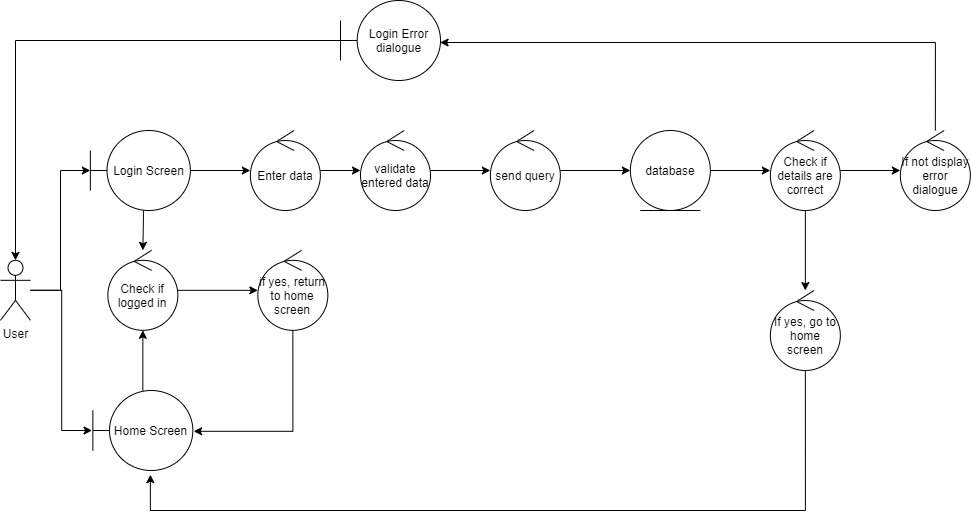 Login Error
dialogue
Login Screen
Enter data
validate
entered data
send query
database
Check if
details are
correct
If not display
error
dialogue
Check if
logged in
if yes, return
to home
screen
User
If yes, go to
home
screen
Home Screen